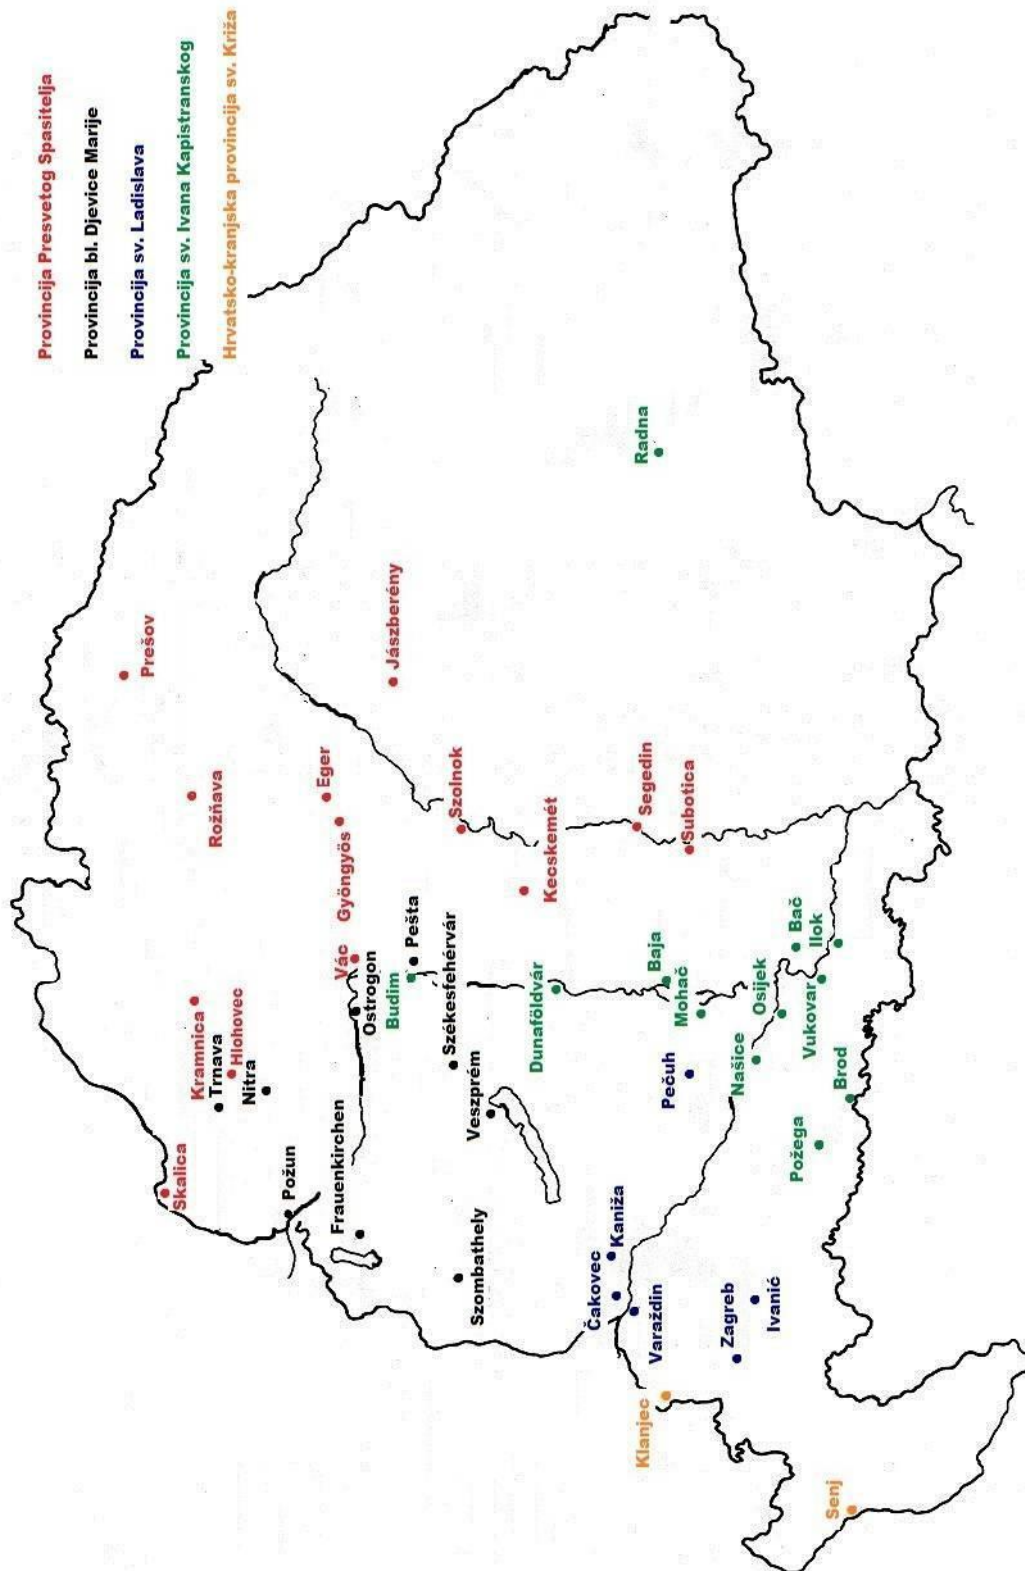 Provincija Presvetog Spasitelja
Provincija bl. Djevice Marije
Provincija sv. Ladislava
Provincija sv. Ivana Kapistranskog
Hrvatsko-kranjska provincija sv. Križa
Prešov
Rožňava
Skalica
Kramnica
Trnava
Hlohovec
Nitra
Požun
Eger
Gyöngyös
Vác
Ostrogon
Frauenkirchen
Budim
Pešta
Jászberény
Székesfehérvár
Szolnok
Szombathely
Veszprém
Kecskemét
Dunaföldvár
Radna
Čakovec
Kaniža
Segedin
Varaždin
Klanjec
Baja
Pečuh
Mohač
Subotica
Zagreb
Ivanić
Našice
Osijek
Bač
Ilok
Požega
Vukovar
Brod
Senj